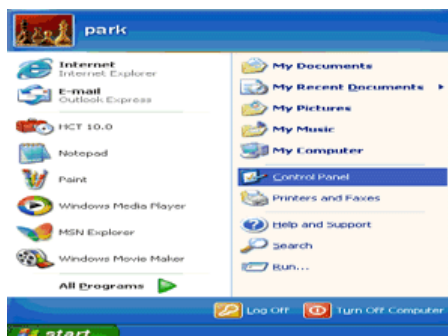 park
Internet
Internet Explorer
E-mail
Outlook Express
HCT 10.0
Notepad
Paint
Windows Media Player
MSN Explorer
Windows Movie Maker
All Programs
My Documents
My Recent Documents
My Pictures
My Music
My Computer
Control Panel
Printers and Faxes
Help and Support
Search
Run...
Log Off
Turn Off Computer
start